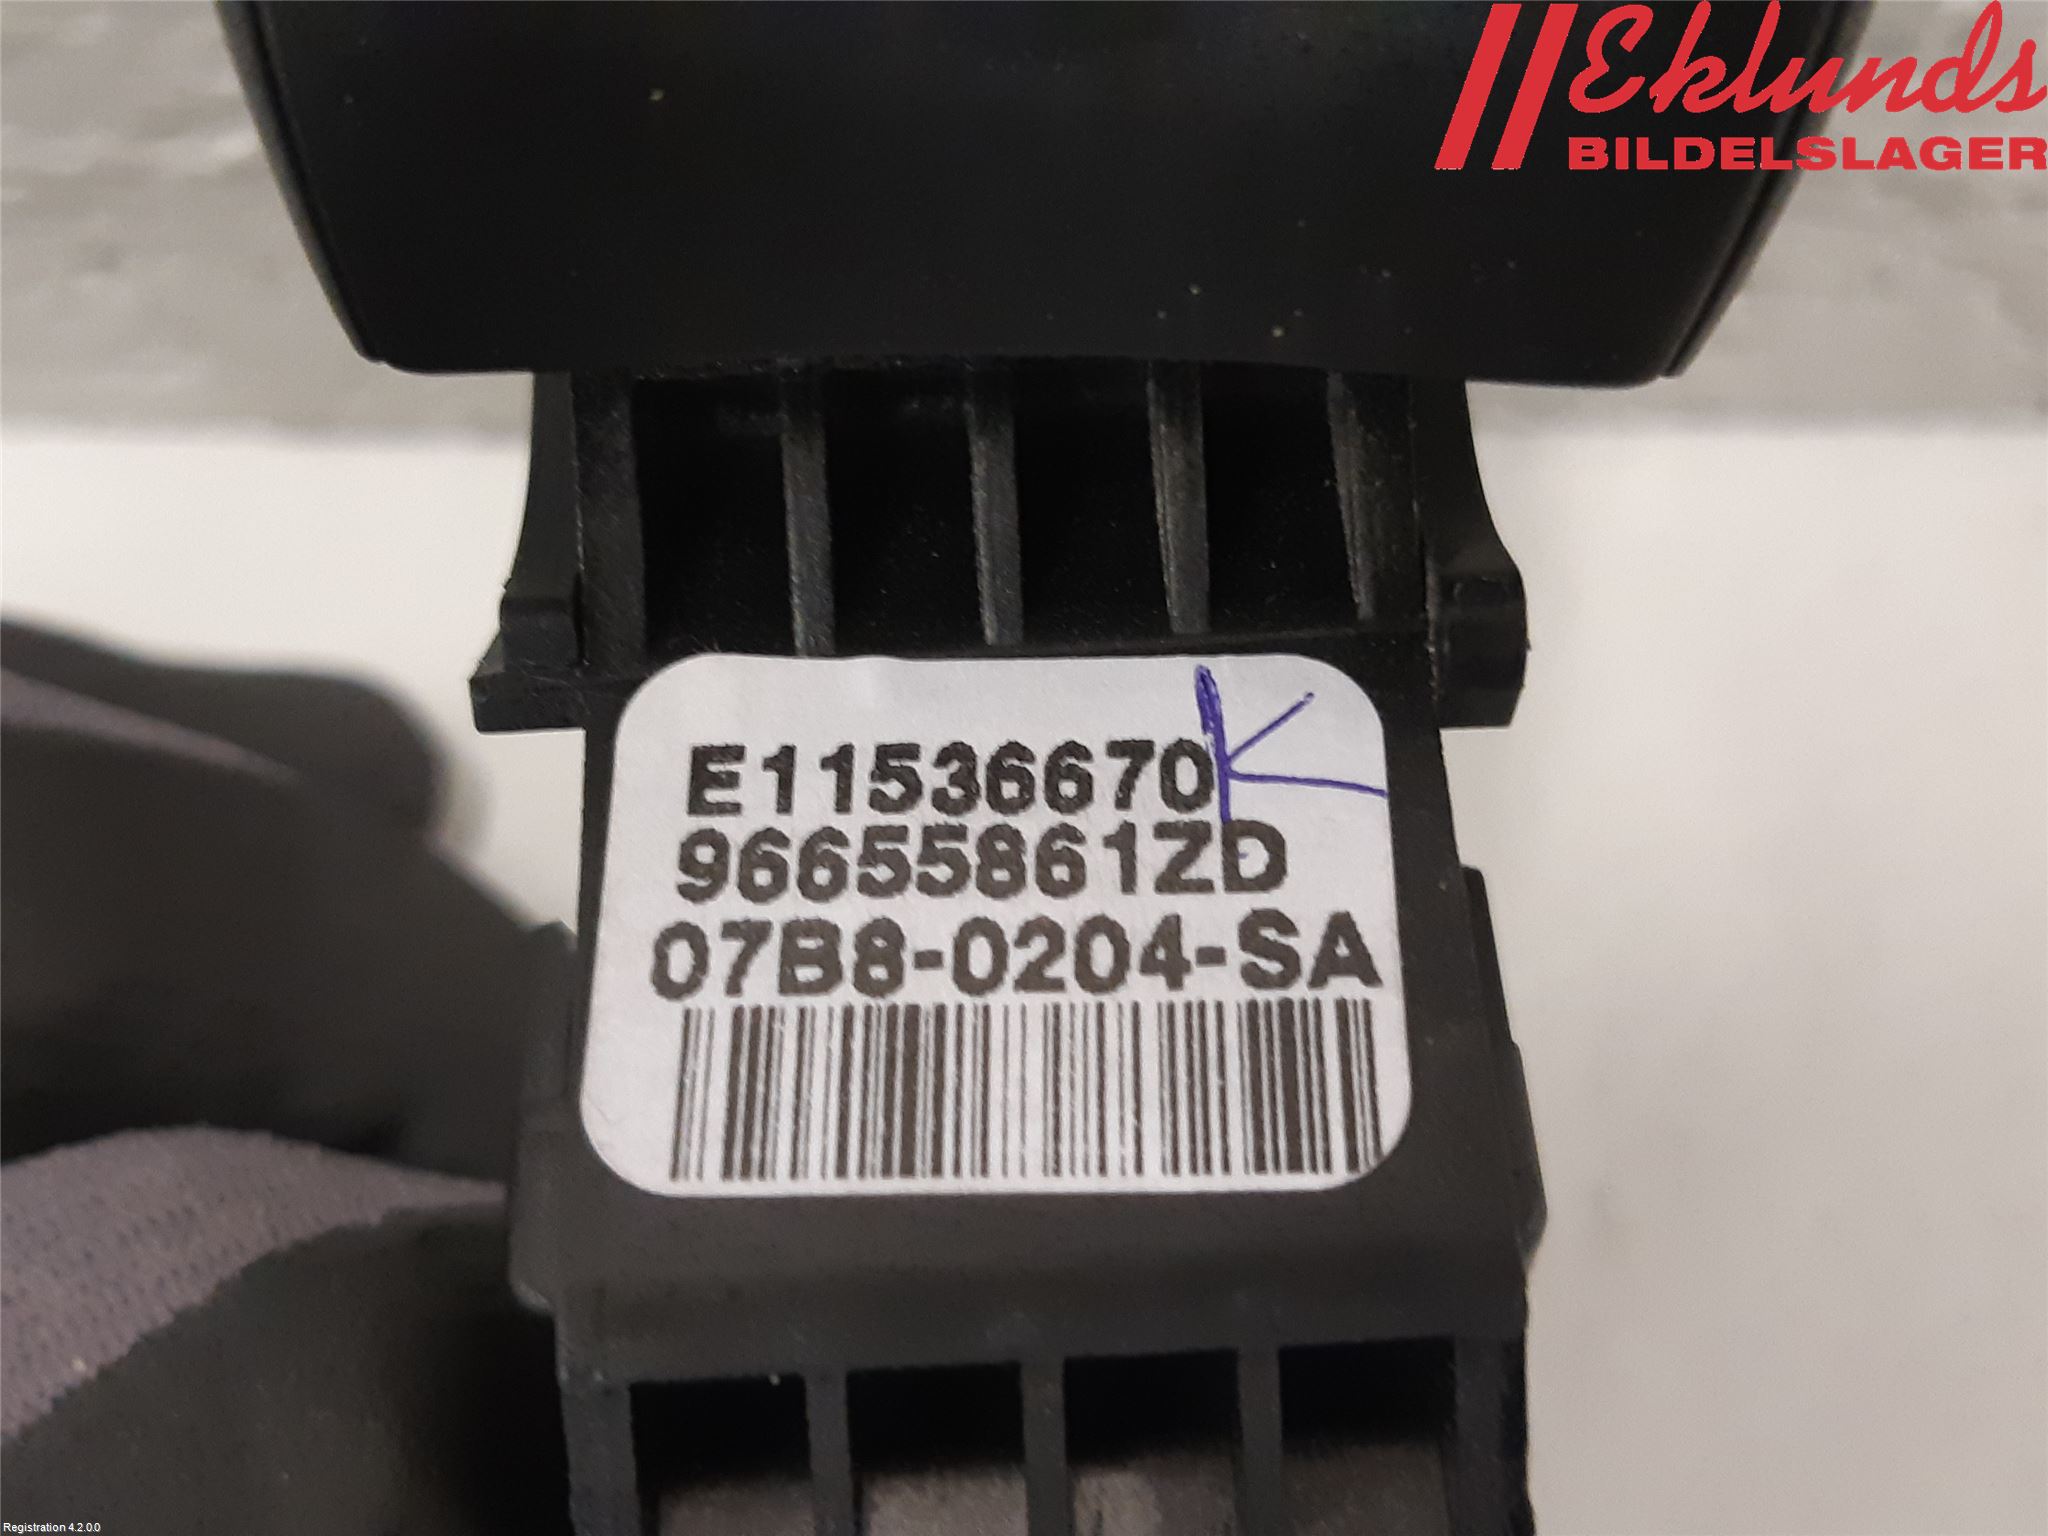 Eklunds
BILDELSLAGER
K
E11536670
96655861ZD
07B8-0204-SA
Registration 4.2.0.0